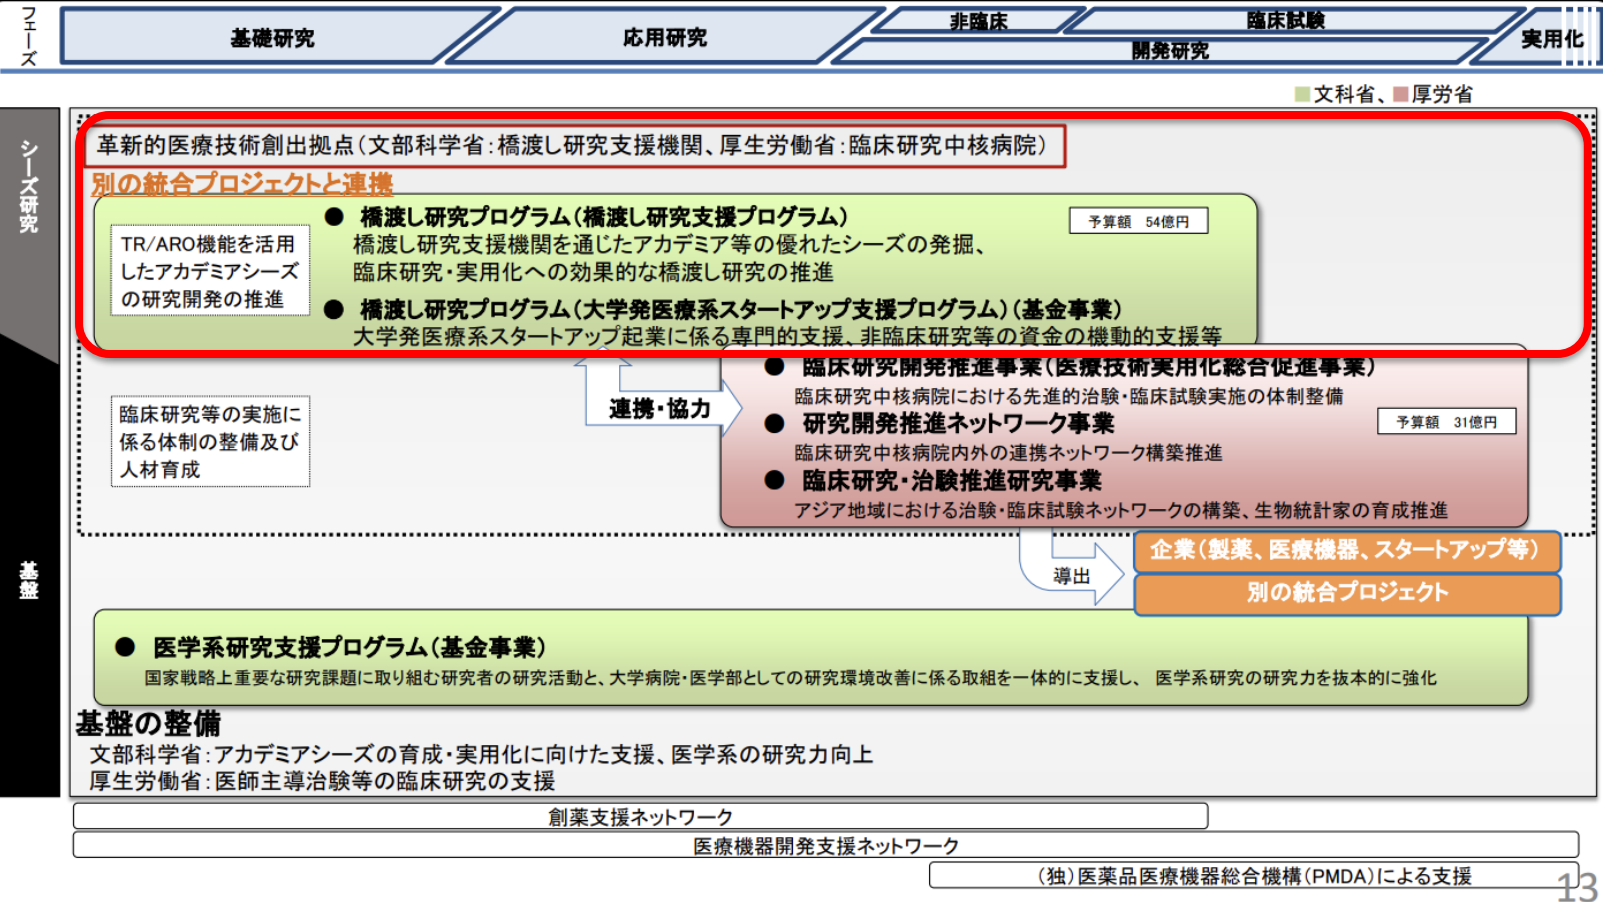 フェーズ
基礎研究
応用研究
非臨床
臨床試験
開発研究
実用化
文科省、厚労省
シーズ研究
革新的医療技術創出拠点（文部科学省：橋渡し研究支援機関、厚生労働省：臨床研究中核病院）
別の統合プロジェクトと連携
TR/ARO機能を活用
したアカデミアシーズ
の研究開発の推進
● 橋渡し研究プログラム（橋渡し研究支援プログラム）
予算額 54億円
橋渡し研究支援機関を通じたアカデミア等の優れたシーズの発掘、
臨床研究・実用化への効果的な橋渡し研究の推進
● 橋渡し研究プログラム（大学発医療系スタートアップ支援プログラム）（基金事業）
大学発医療系スタートアップ起業に係る専門的支援、非臨床研究等の資金の機動的支援等
連携・協力
臨床研究等の実施に
係る体制の整備及び
人材育成
● 臨床研究開発推進事業（医療技術実用化総合促進事業）
臨床研究中核病院における先進的治験・臨床試験実施の体制整備
● 研究開発推進ネットワーク事業
予算額 31億円
臨床研究中核病院内外の連携ネットワーク構築推進
● 臨床研究・治験推進研究事業
アジア地域における治験・臨床試験ネットワークの構築、生物統計家の育成推進
基盤
導出
企業（製薬、医療機器、スタートアップ等）
別の統合プロジェクト
● 医学系研究支援プログラム（基金事業）
国家戦略上重要な研究課題に取り組む研究者の研究活動と、大学病院・医学部としての研究環境改善に係る取組を一体的に支援し、 医学系研究の研究力を抜本的に強化
基盤の整備
文部科学省：アカデミアシーズの育成・実用化に向けた支援、医学系の研究力向上
厚生労働省：医師主導治験等の臨床研究の支援
創薬支援ネットワーク
医療機器開発支援ネットワーク
（独）医薬品医療機器総合機構（PMDA）による支援
13